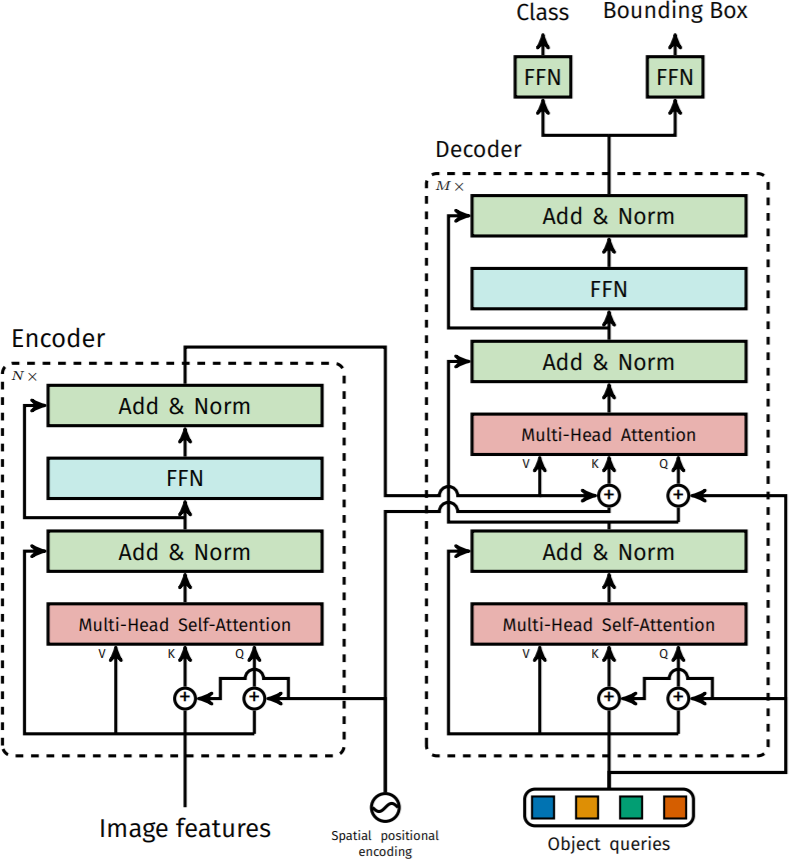 Class
Bounding Box
FFN
FFN
Decoder
M ×
Add & Norm
FFN
Add & Norm
Multi-Head Attention
V
K
Q
+
+
Add & Norm
Multi-Head Self-Attention
V
K
Q
+
+
Object queries
Encoder
N ×
Add & Norm
FFN
Add & Norm
Multi-Head Self-Attention
V
K
Q
+
+
Image features
Spatial positional
encoding